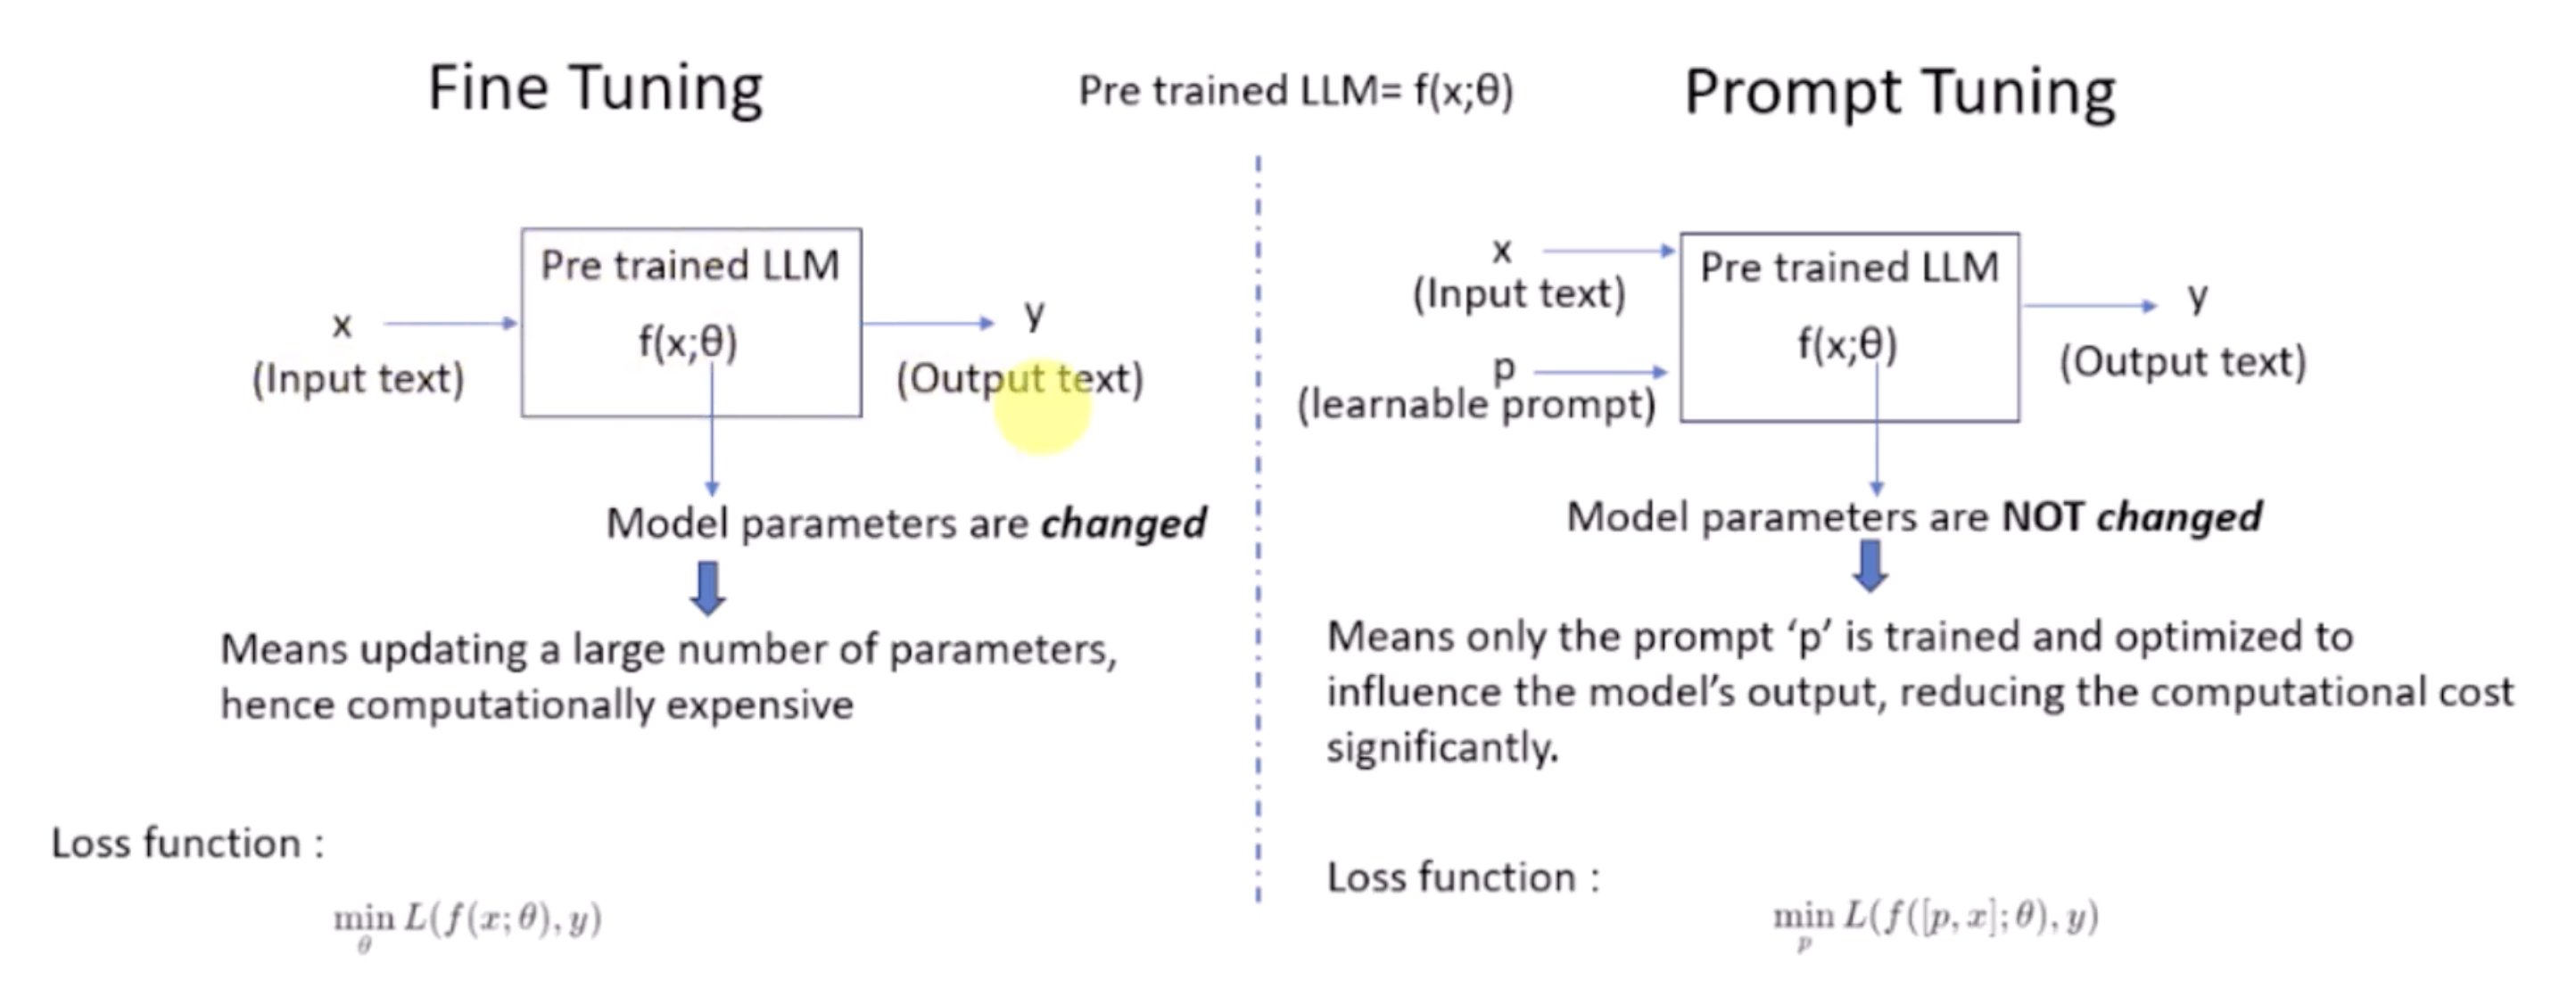 Fine Tuning
Pre trained LLM= f(x;θ)
Prompt Tuning
Pre trained LLM
f(x;θ)
x
(Input text)
y
(Output text)
Model parameters are changed
Means updating a large number of parameters,
hence computationally expensive
Loss function :
min L(f(x; θ), y)
θ
x
(Input text)
p
(learnable prompt)
Pre trained LLM
f(x;θ)
y
(Output text)
Model parameters are NOT changed
Means only the prompt ‘p’ is trained and optimized to
influence the model’s output, reducing the computational cost
significantly.
Loss function :
min L(f([p, x]; θ), y)
p